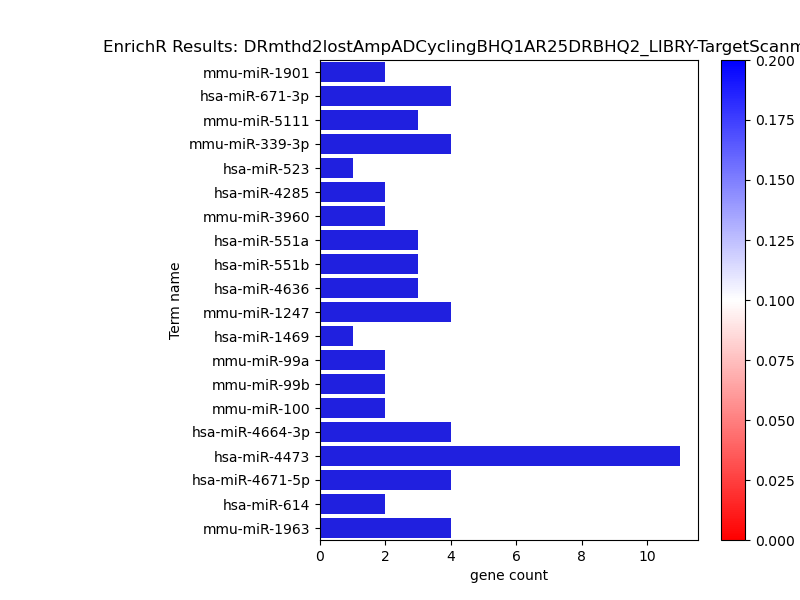 EnrichR Results: DRmthd2lostAmpADCyclingBHQ1AR25DRBHQ2_LIBRY-TargetScanm
mmu-miR-1901
hsa-miR-671-3p
mmu-miR-5111
mmu-miR-339-3p
hsa-miR-523
hsa-miR-4285
mmu-miR-3960
hsa-miR-551a
hsa-miR-551b
hsa-miR-4636
mmu-miR-1247
hsa-miR-1469
mmu-miR-99a
mmu-miR-99b
mmu-miR-100
hsa-miR-4664-3p
hsa-miR-4473
hsa-miR-4671-5p
hsa-miR-614
mmu-miR-1963
Term name
0 2 4 6 8 10
gene count
0.200
0.175
0.150
0.125
0.100
0.075
0.050
0.025
0.000